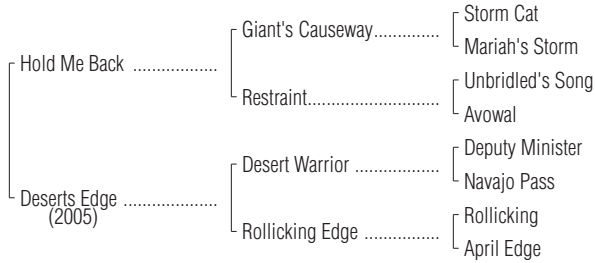 Storm Cat
Giant's Causeway..............
Mariah's Storm
Hold Me Back ..................
Unbridled's Song
Restraint............................
Avowal
Deputy Minister
Desert Warrior ..................
Navajo Pass
Deserts Edge ....................
(2005)
Rollicking
Rollicking Edge ................
April Edge